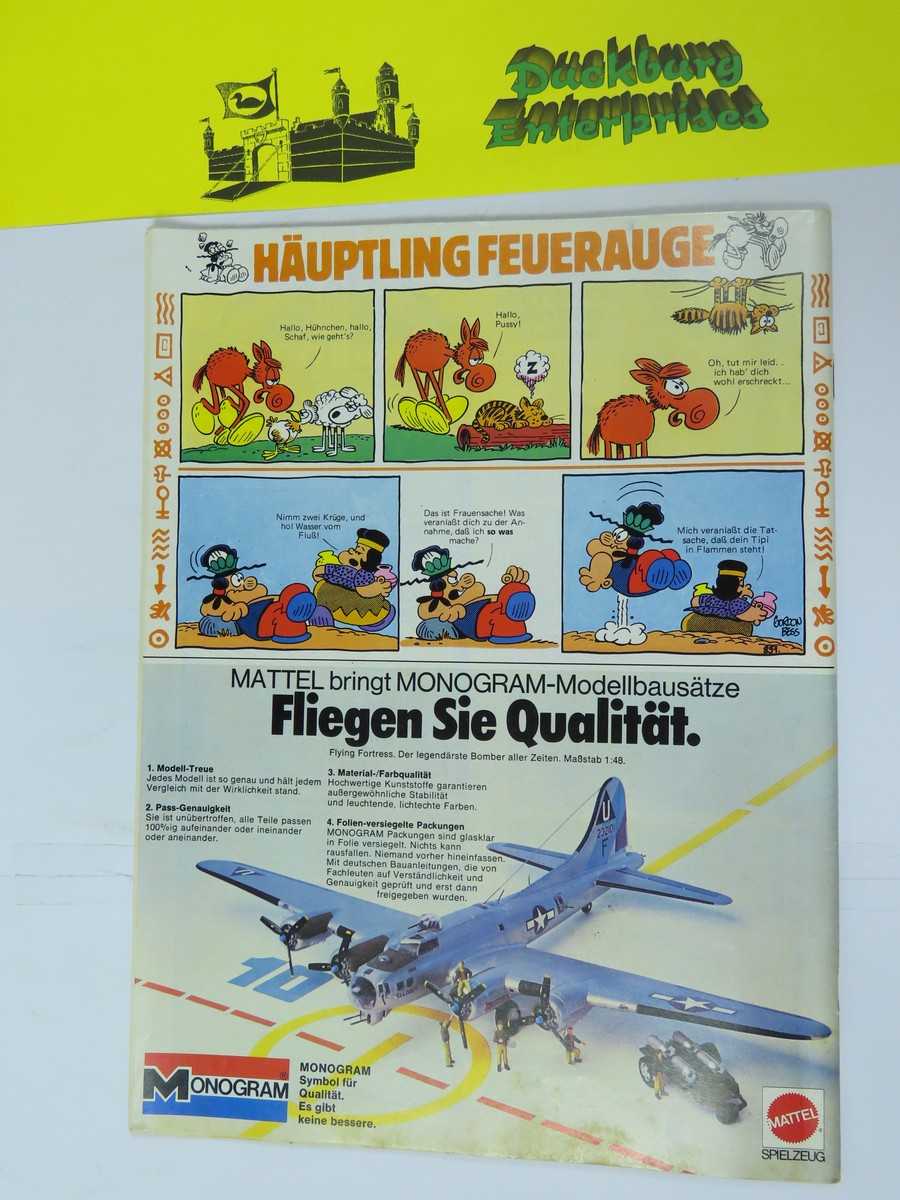 Duckburg
Enterprises
HÄUPTLING FEUERAUGE
Hallo, Hühnchen, hallo,
Schaf, wie geht's?
Hallo,
Pussy!
Z
Oh, tut mir leid. .
ich hab' dich
wohl erschreckt...
Nimm zwei Krüge, und
hol Wasser vom
Fluß!
Das ist Frauensache! Was
veranlaßt dich zu der An-
nahme, daß ich so was
mache?
Mich veranlaßt die Tat-
sache, daß dein Tipi
in Flammen steht!
GORDON
BESS
MATTEL bringt MONOGRAM-Modellbausätze
Fliegen Sie Qualität.
Flying Fortress. Der legendärste Bomber aller Zeiten. Maßstab 1:48.
1. Modell-Treue
Jedes Modell ist so genau und hält jedem
Vergleich mit der Wirklichkeit stand.
2. Pass-Genauigkeit
Sie ist unübertroffen, alle Teile passen
100%ig aufeinander oder ineinander
oder aneinander.
3. Material-/Farbqualität
Hochwertige Kunststoffe garantieren
außergewöhnliche Stabilität
und leuchtende, lichtechte Farben.
4. Folien-versiegelte Packungen
MONOGRAM Packungen sind glasklar
in Folie versiegelt. Nichts kann
rausfallen. Niemand vorher hineinfassen.
Mit deutschen Bauanleitungen, die von
Fachleuten auf Verständlichkeit und
Genauigkeit geprüft und erst dann
freigegeben wurden.
U
232101
F
10
MONOGRAM®
MONOGRAM
Symbol für
Qualität.
Es gibt
keine bessere.
MATTEL
SPIELZEUG